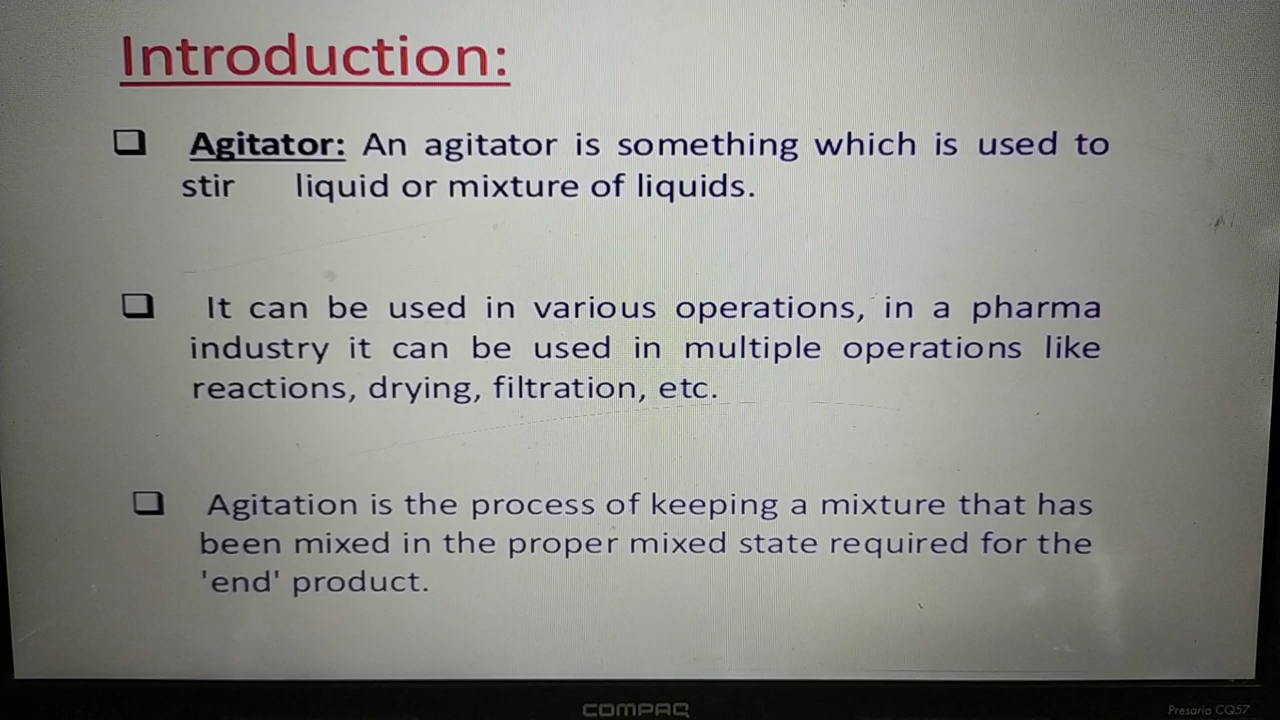 Introduction:
Agitator: An agitator is something which is used to
stir liquid or mixture of liquids.
It can be used in various operations, in a pharma
industry it can be used in multiple operations like
reactions, drying, filtration, etc.
Agitation is the process of keeping a mixture that has
been mixed in the proper mixed state required for the
'end' product.
COMPAQ
Presario CQ57